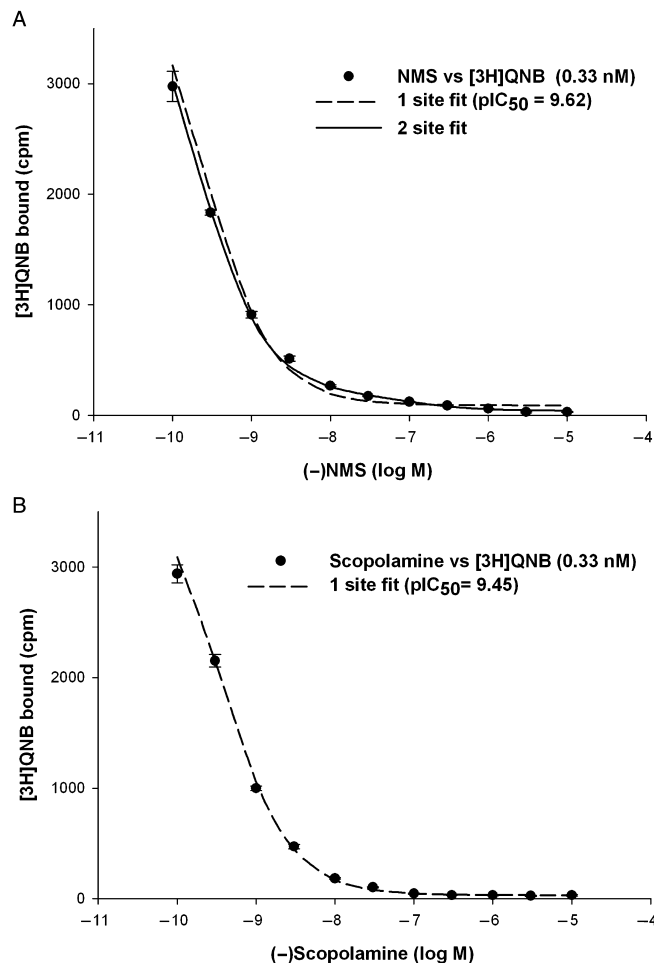 A
3000
2000
1000
0
−11 −10 −9 −8 −7 −6 −5 −4
[3H]QNB bound (cpm)
(−)NMS (log M)
NMS vs [3H]QNB (0.33 nM)
1 site fit (pIC50 = 9.62)
2 site fit
B
3000
2000
1000
0
−11 −10 −9 −8 −7 −6 −5 −4
[3H]QNB bound (cpm)
(−)Scopolamine (log M)
Scopolamine vs [3H]QNB (0.33 nM)
1 site fit (pIC50= 9.45)